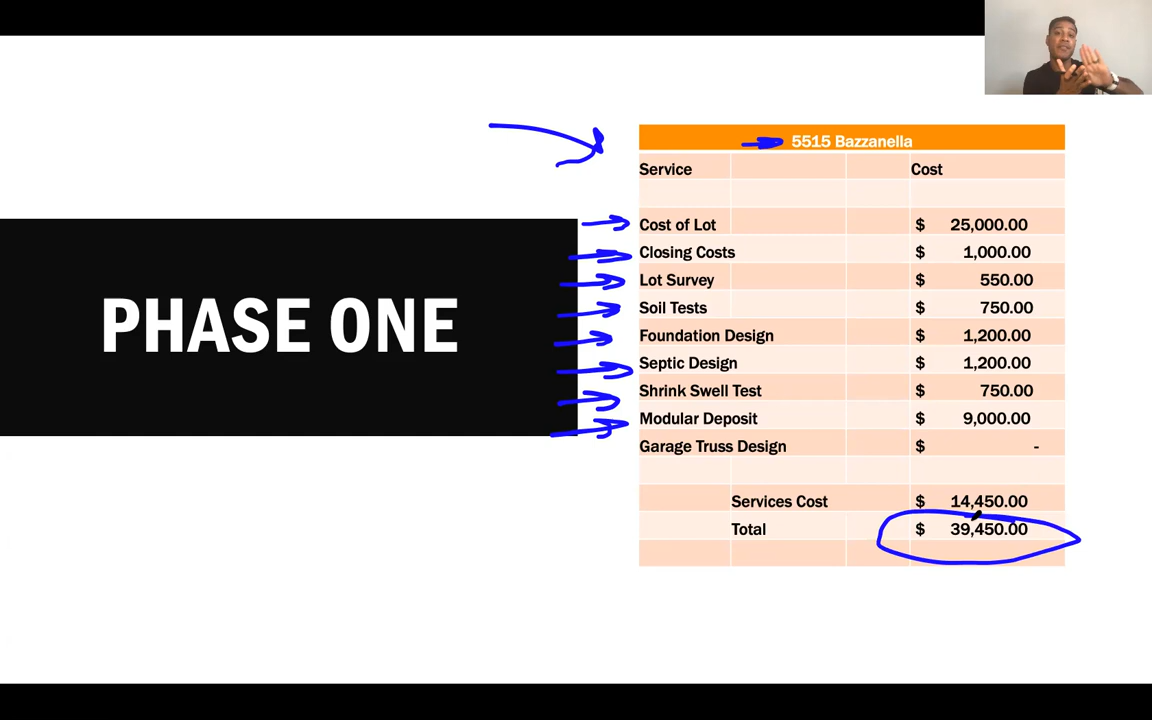 PHASE ONE
5515 Bazzanella
Service Cost
Cost of Lot $ 25,000.00
Closing Costs $ 1,000.00
Lot Survey $ 550.00
Soil Tests $ 750.00
Foundation Design $ 1,200.00
Septic Design $ 1,200.00
Shrink Swell Test $ 750.00
Modular Deposit $ 9,000.00
Garage Truss Design $ -
Services Cost $ 14,450.00
Total $ 39,450.00